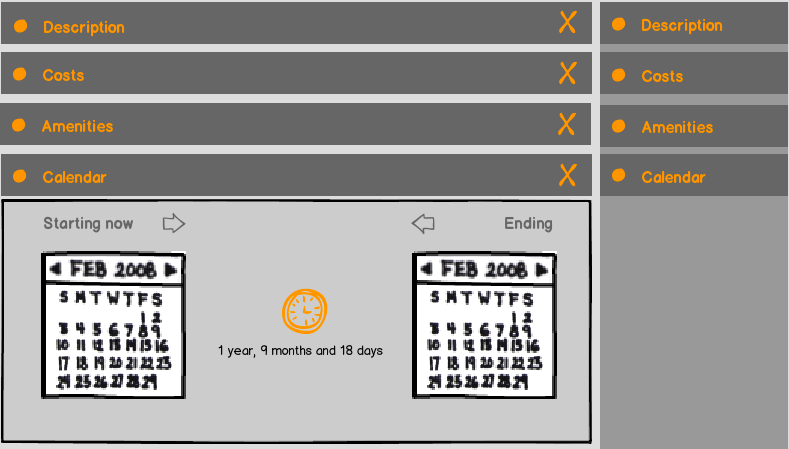 Description X
Costs X
Amenities X
Calendar X
Starting now
Ending
FEB 2008
S M T W T F S
1 2
3 4 5 6 7 8 9
10 11 12 13 14 15 16
17 18 19 20 21 22 23
24 25 26 27 28 29
1 year, 9 months and 18 days
FEB 2008
S M T W T F S
1 2
3 4 5 6 7 8 9
10 11 12 13 14 15 16
17 18 19 20 21 22 23
24 25 26 27 28 29
Description
Costs
Amenities
Calendar